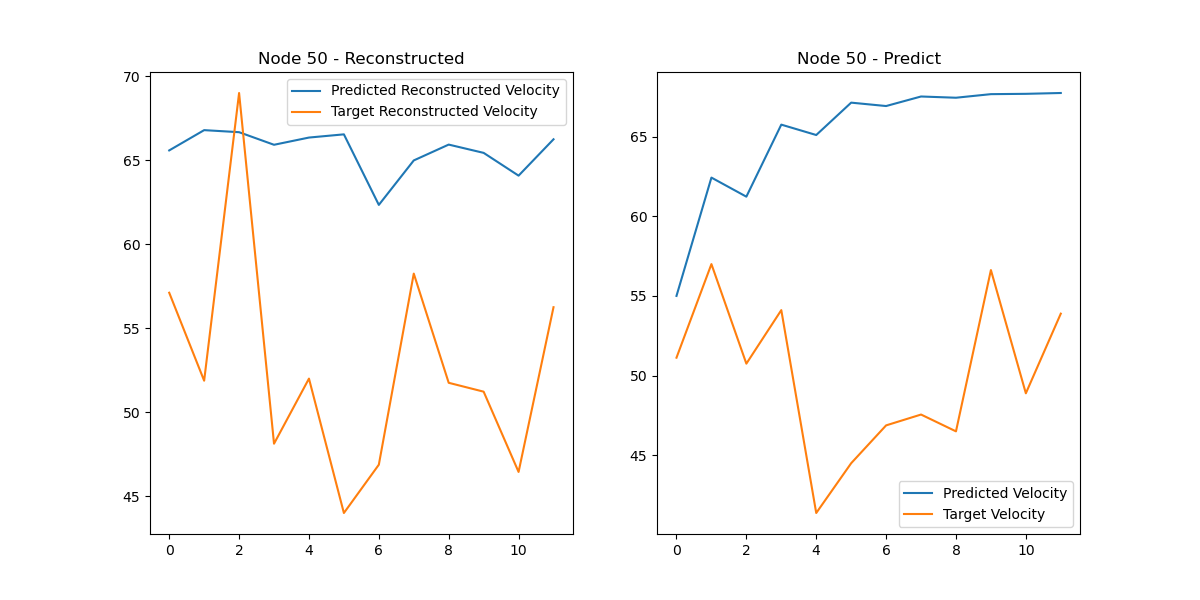 Node 50 - Reconstructed
Predicted Reconstructed Velocity
Target Reconstructed Velocity
70
65
60
55
50
45
0 2 4 6 8 10
Node 50 - Predict
65
60
55
50
45
Predicted Velocity
Target Velocity
0 2 4 6 8 10